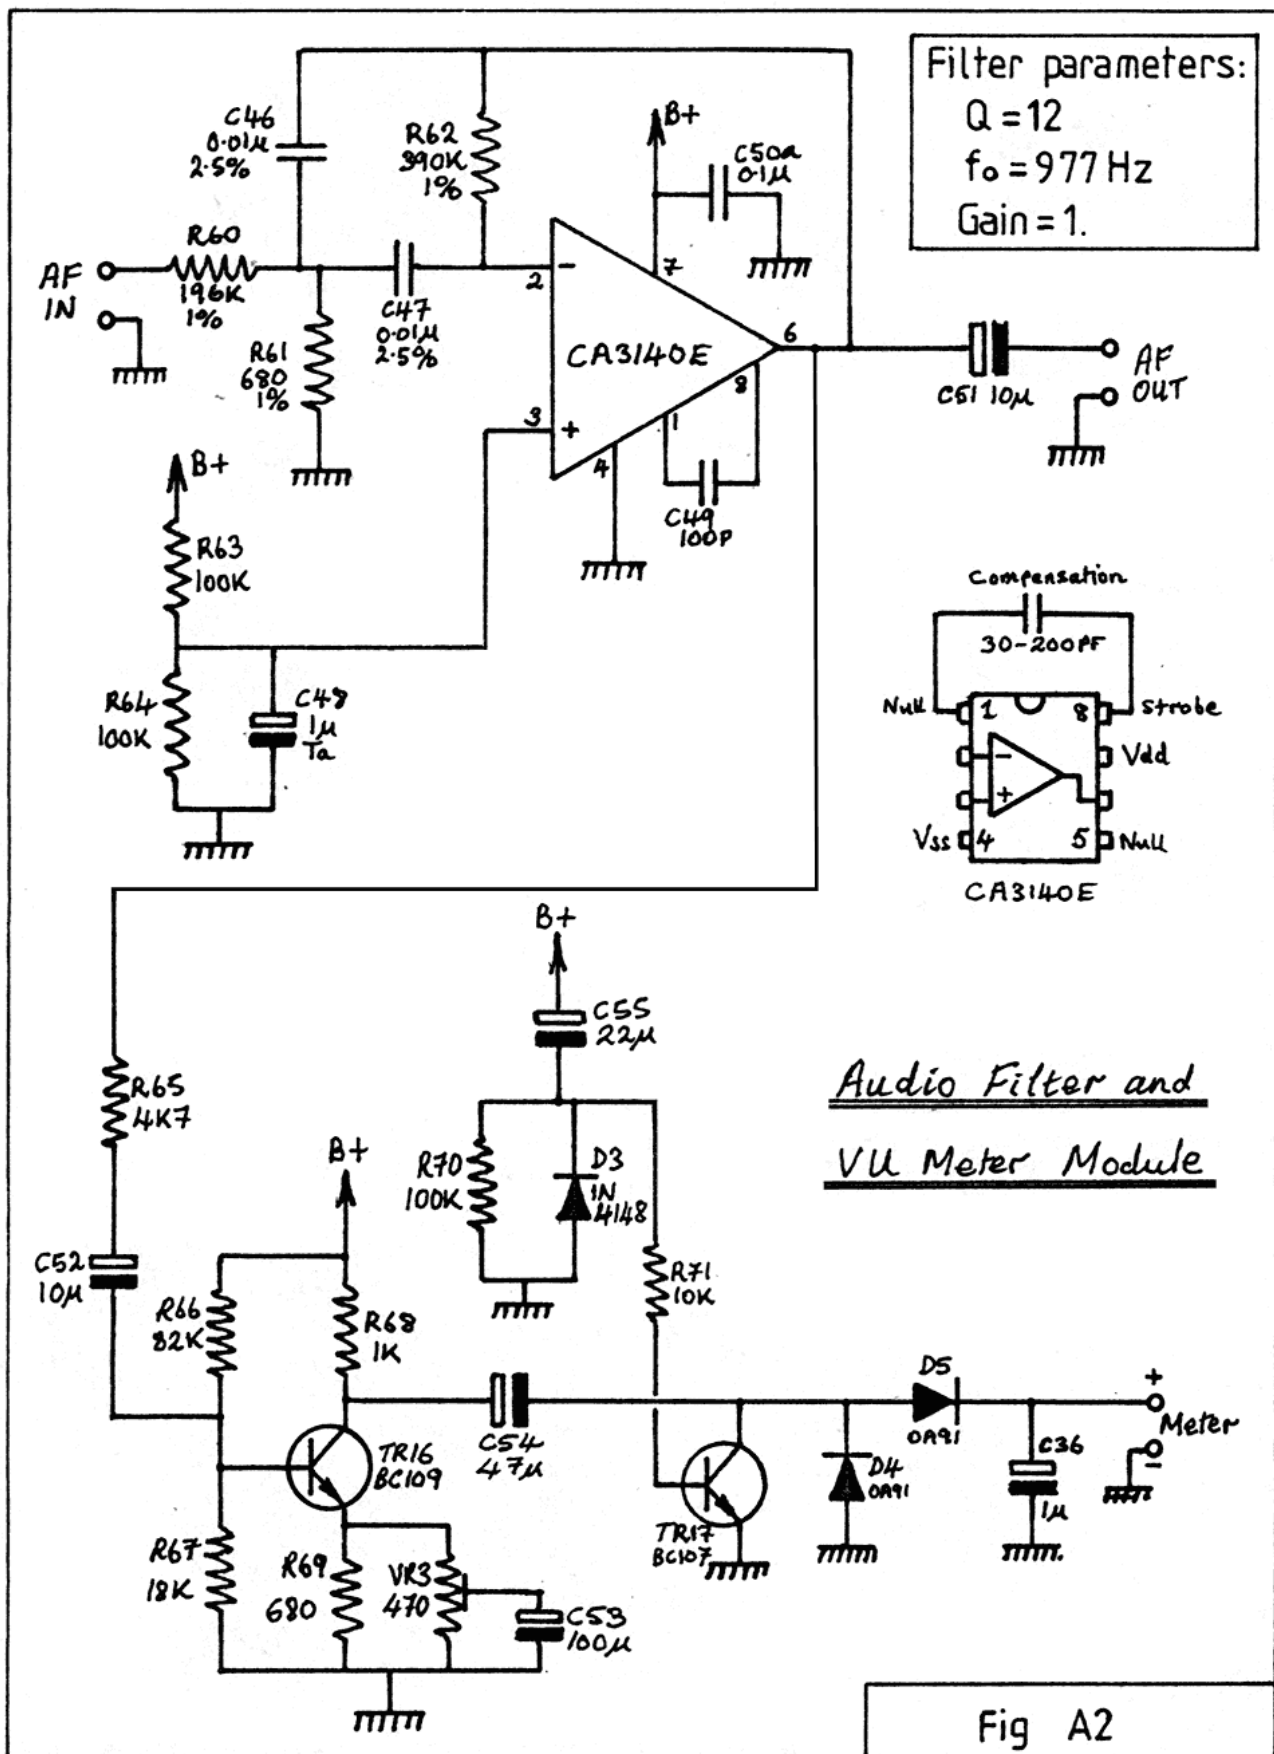 Filter parameters:
Q = 12
fo = 977 Hz
Gain = 1.
C46
0.01µ
2.5%
R62
390K
1%
B+
C50a
0.1µ
R60
196K
1%
AF
IN
C47
0.01µ
2.5%
R61
680
1%
2
-
7
CA3140E
6
3
+
4
1
8
C49
100P
C51 10µ
AF
OUT
B+
R63
100K
R64
100K
C48
1µ
Ta
Compensation
30-200PF
Null
1
8
Strobe
-
Vdd
+
Vss
4
5
Null
CA3140E
B+
C55
22µ
R65
4K7
Audio Filter and
VU Meter Module
B+
R70
100K
D3
1N
4148
C52
10µ
R66
82K
R68
1K
R71
10K
C54
47µ
D5
OA91
+
Meter
-
TR16
BC109
D4
OA91
C36
1µ
TR17
BC107
R67
18K
R69
680
VR3
470
C53
100µ
Fig A2